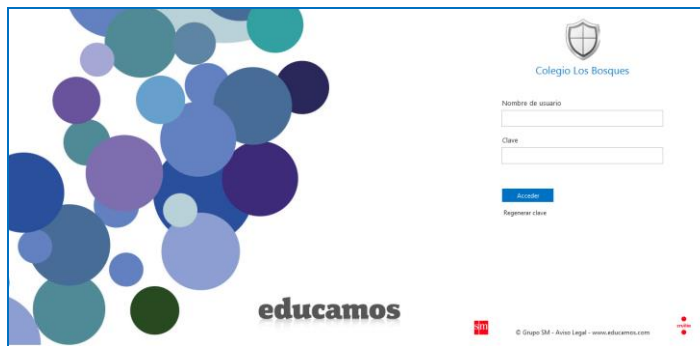 Colegio Los Bosques
Nombre de usuario
Clave
Acceder
Regenerar clave
educamos
sm
© Grupo SM - Aviso Legal - www.educamos.com